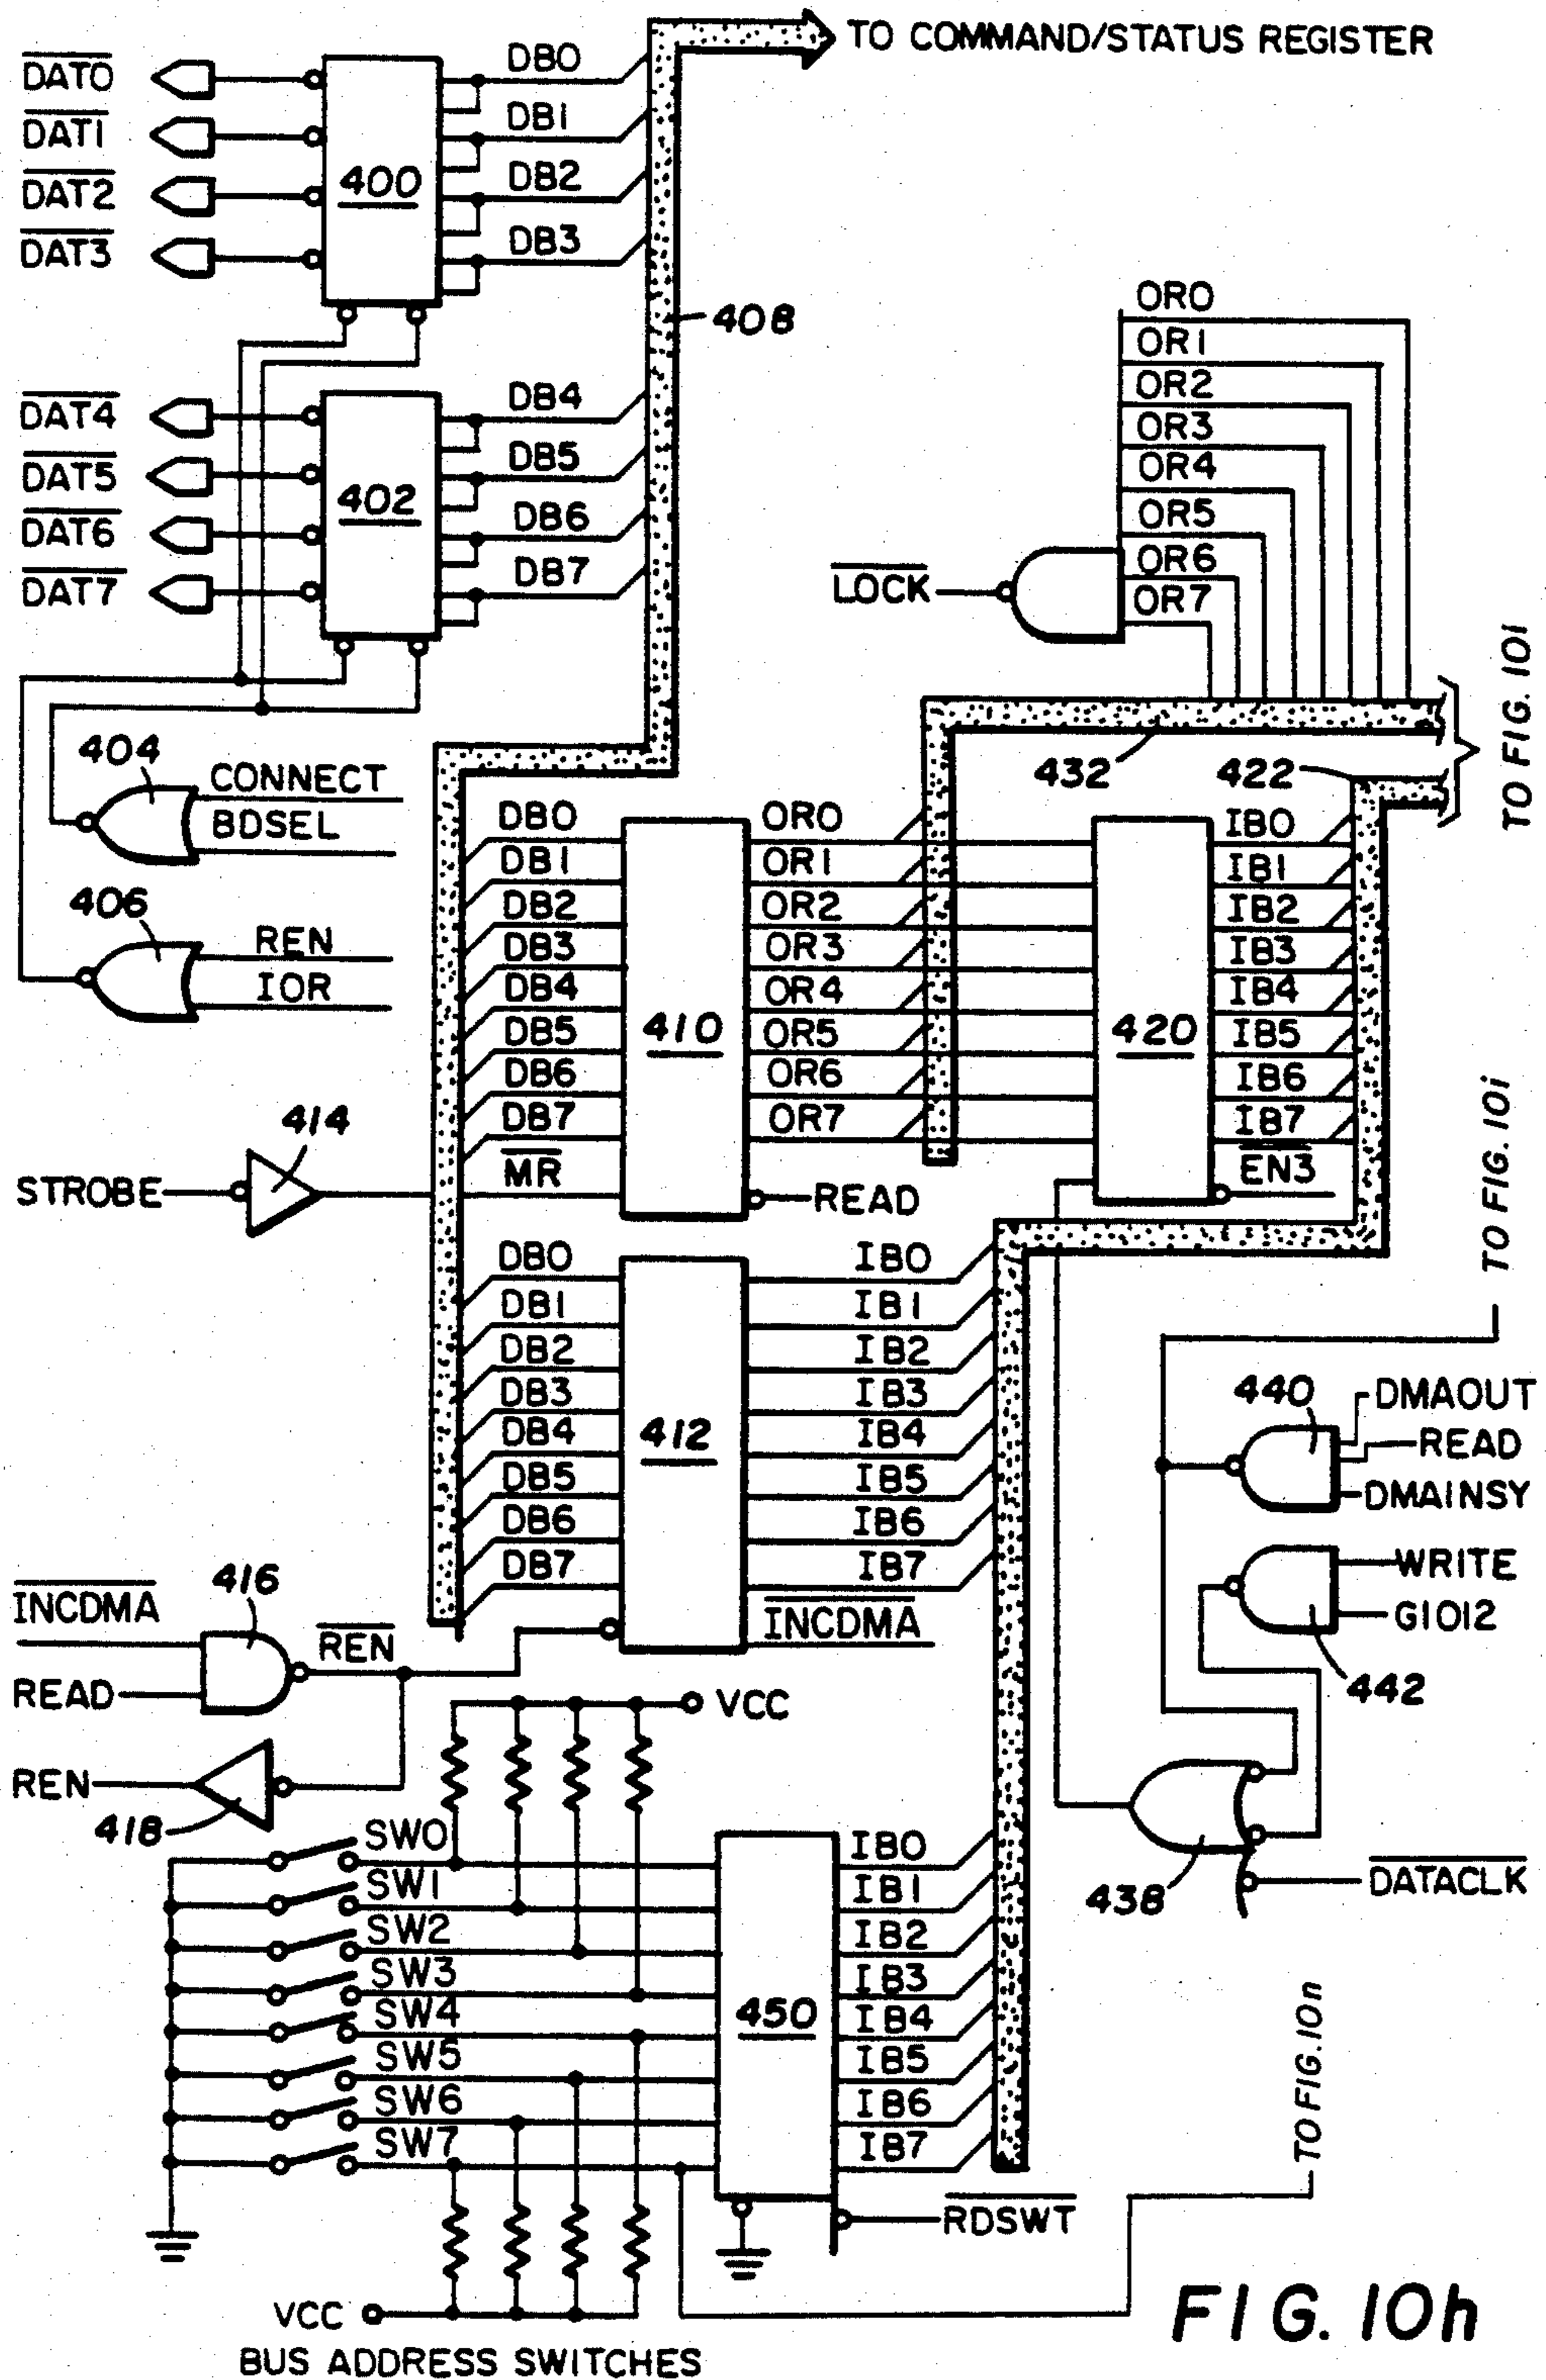 TO COMMAND/STATUS REGISTER
DAT0
DAT1
DAT2
DAT3
400
DB0
DB1
DB2
DB3
408
DAT4
DAT5
DAT6
DAT7
402
DB4
DB5
DB6
DB7
OR0
OR1
OR2
OR3
OR4
OR5
OR6
OR7
LOCK
TO FIG. 10i
432
422
404
CONNECT
BDSEL
406
REN
IOR
DB0
DB1
DB2
DB3
DB4
DB5
DB6
DB7
MR
410
OR0
OR1
OR2
OR3
OR4
OR5
OR6
OR7
READ
420
IB0
IB1
IB2
IB3
IB4
IB5
IB6
IB7
EN3
414
STROBE
TO FIG. 10i
DB0
DB1
DB2
DB3
DB4
DB5
DB6
DB7
412
IB0
IB1
IB2
IB3
IB4
IB5
IB6
IB7
INCDMA
440
DMAOUT
READ
DMAINSY
WRITE
G1012
442
416
INCDMA
READ
REN
REN
418
VCC
438
DATACLK
SW0
SW1
SW2
SW3
SW4
SW5
SW6
SW7
450
IB0
IB1
IB2
IB3
IB4
IB5
IB6
IB7
RDSWT
TO FIG. 10n
VCC
BUS ADDRESS SWITCHES
FIG. 10h